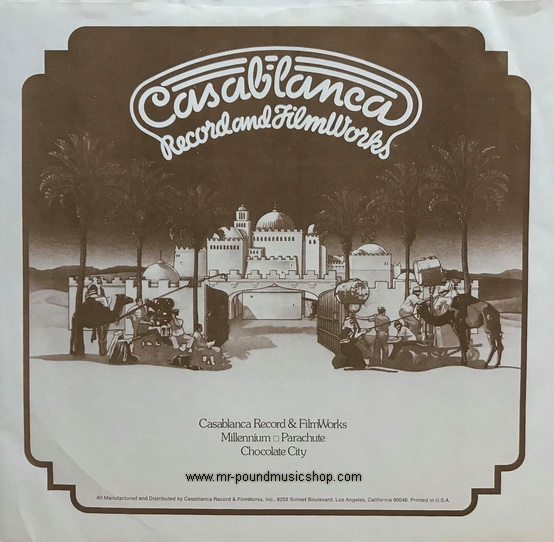 Casablanca
Record and FilmWorks
Casablanca Record & FilmWorks
Millennium □ Parachute
Chocolate City
www.mr-poundmusicshop.com
All Manufactured and Distributed by Casablanca Record & FilmWorks, Inc., 8255 Sunset Boulevard, Los Angeles, California 90046. Printed in U.S.A.